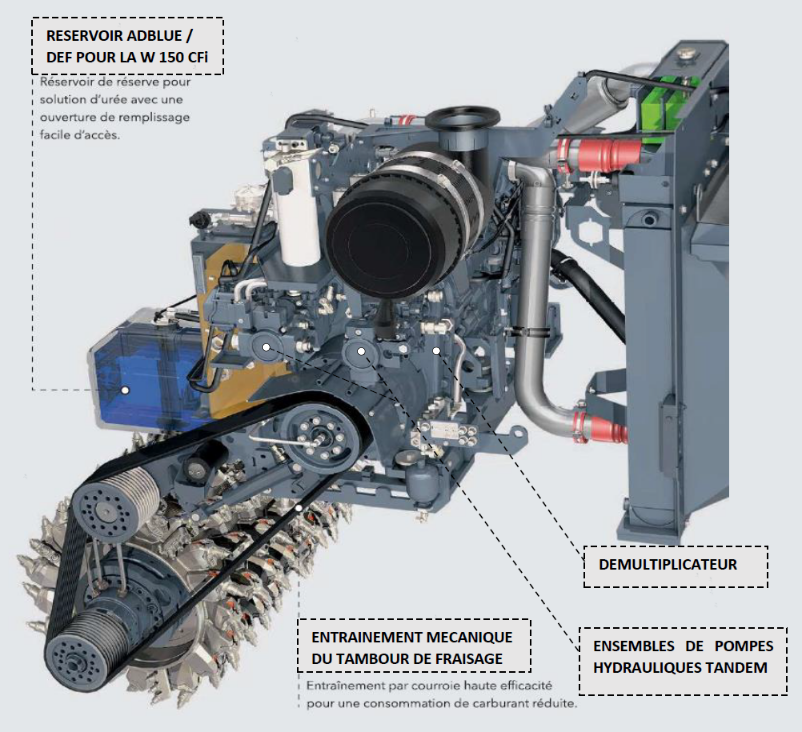 RESERVOIR ADBLUE /
DEF POUR LA W 150 CFi
Réservoir de réserve pour
solution d'urée avec une
ouverture de remplissage
facile d'accès.
DEMULTIPLICATEUR
ENTRAINEMENT MECANIQUE
DU TAMBOUR DE FRAISAGE
Entraînement par courroie haute efficacité
pour une consommation de carburant réduite.
ENSEMBLES DE POMPES
HYDRAULIQUES TANDEM